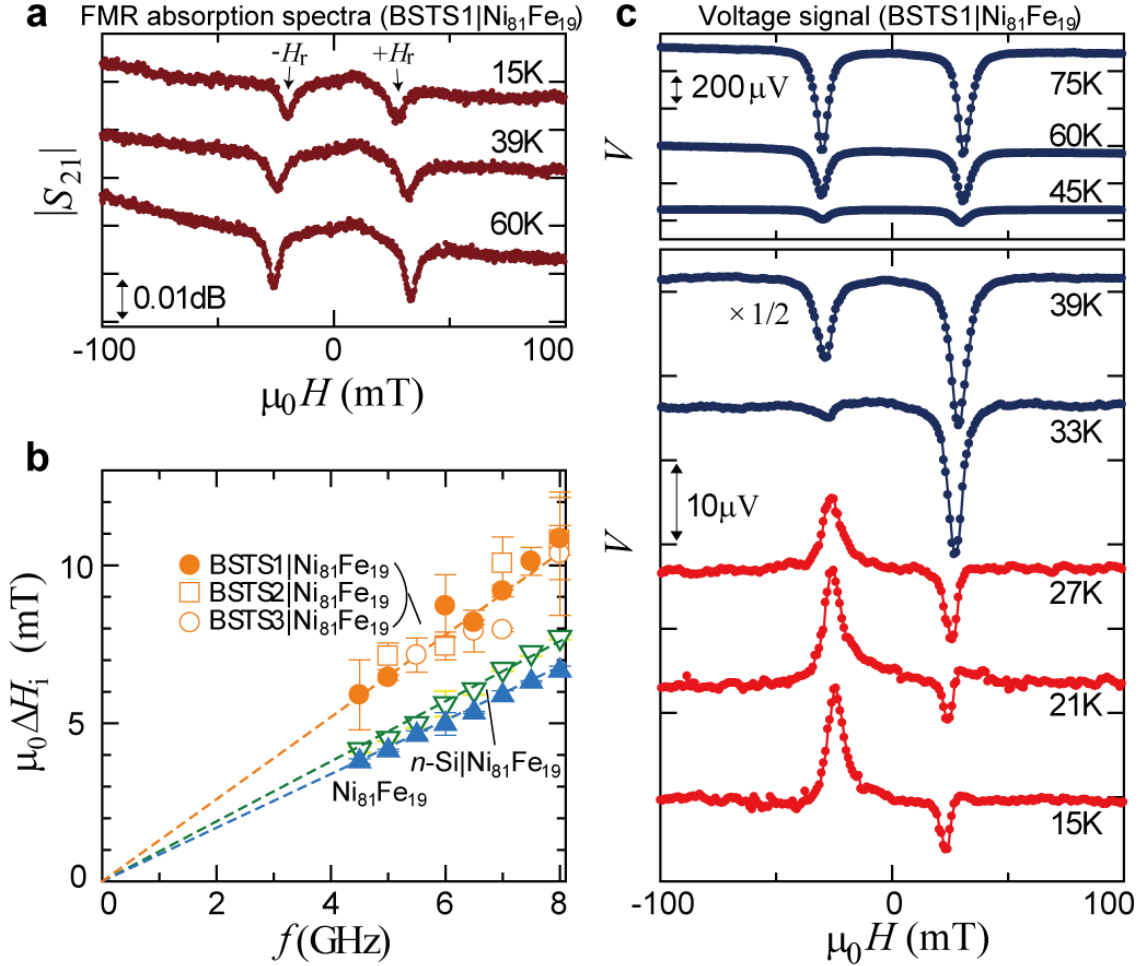 a FMR absorption spectra (BSTS1|Ni₈₁Fe₁₉)
-Hr
+Hr
15K
39K
60K
0.01dB
|S₂₁|
-100 0 100
μ₀H (mT)
b
10
5
0
μ₀ΔHᵢ (mT)
BSTS1|Ni₈₁Fe₁₉
BSTS2|Ni₈₁Fe₁₉
BSTS3|Ni₈₁Fe₁₉
n-Si|Ni₈₁Fe₁₉
Ni₈₁Fe₁₉
0 2 4 6 8
f(GHz)
c Voltage signal (BSTS1|Ni₈₁Fe₁₉)
200μV
75K
60K
45K
V
39K
× 1/2
33K
10μV
V
27K
21K
15K
-100 0 100
μ₀H (mT)